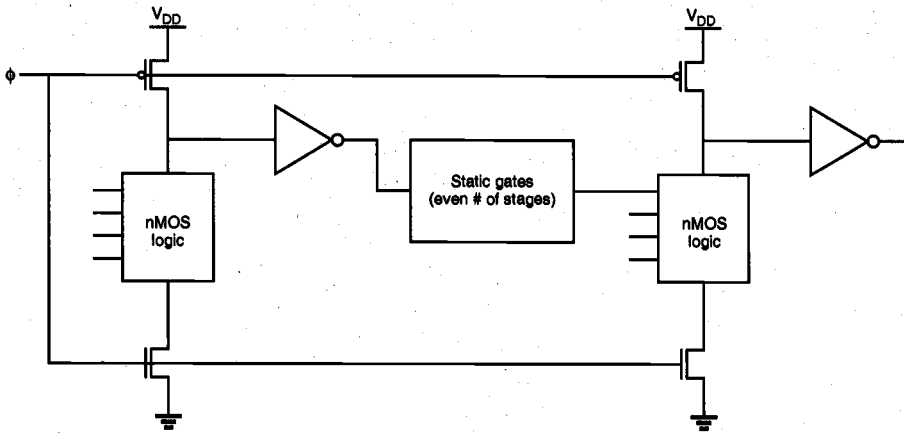 V_DD
V_DD
ϕ
Static gates
(even # of stages)
nMOS
logic
nMOS
logic